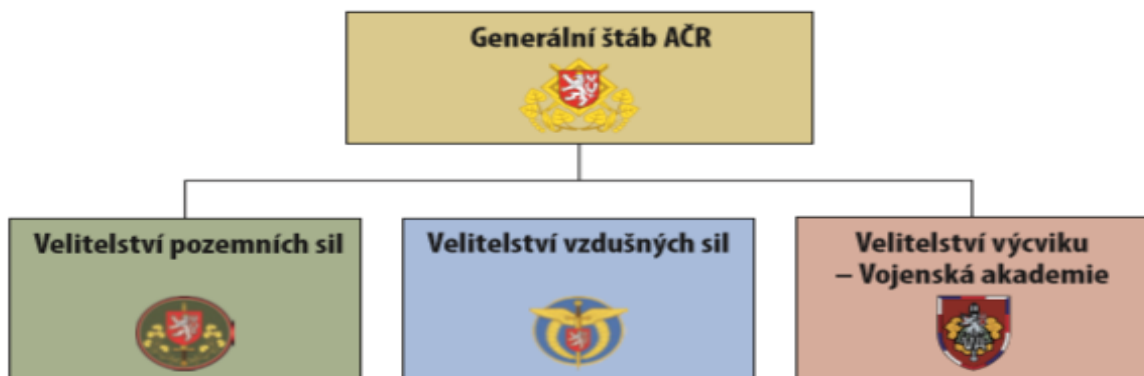 Generální štáb AČR
Velitelství pozemních sil
Velitelství vzdušných sil
Velitelství výcviku
– Vojenská akademie